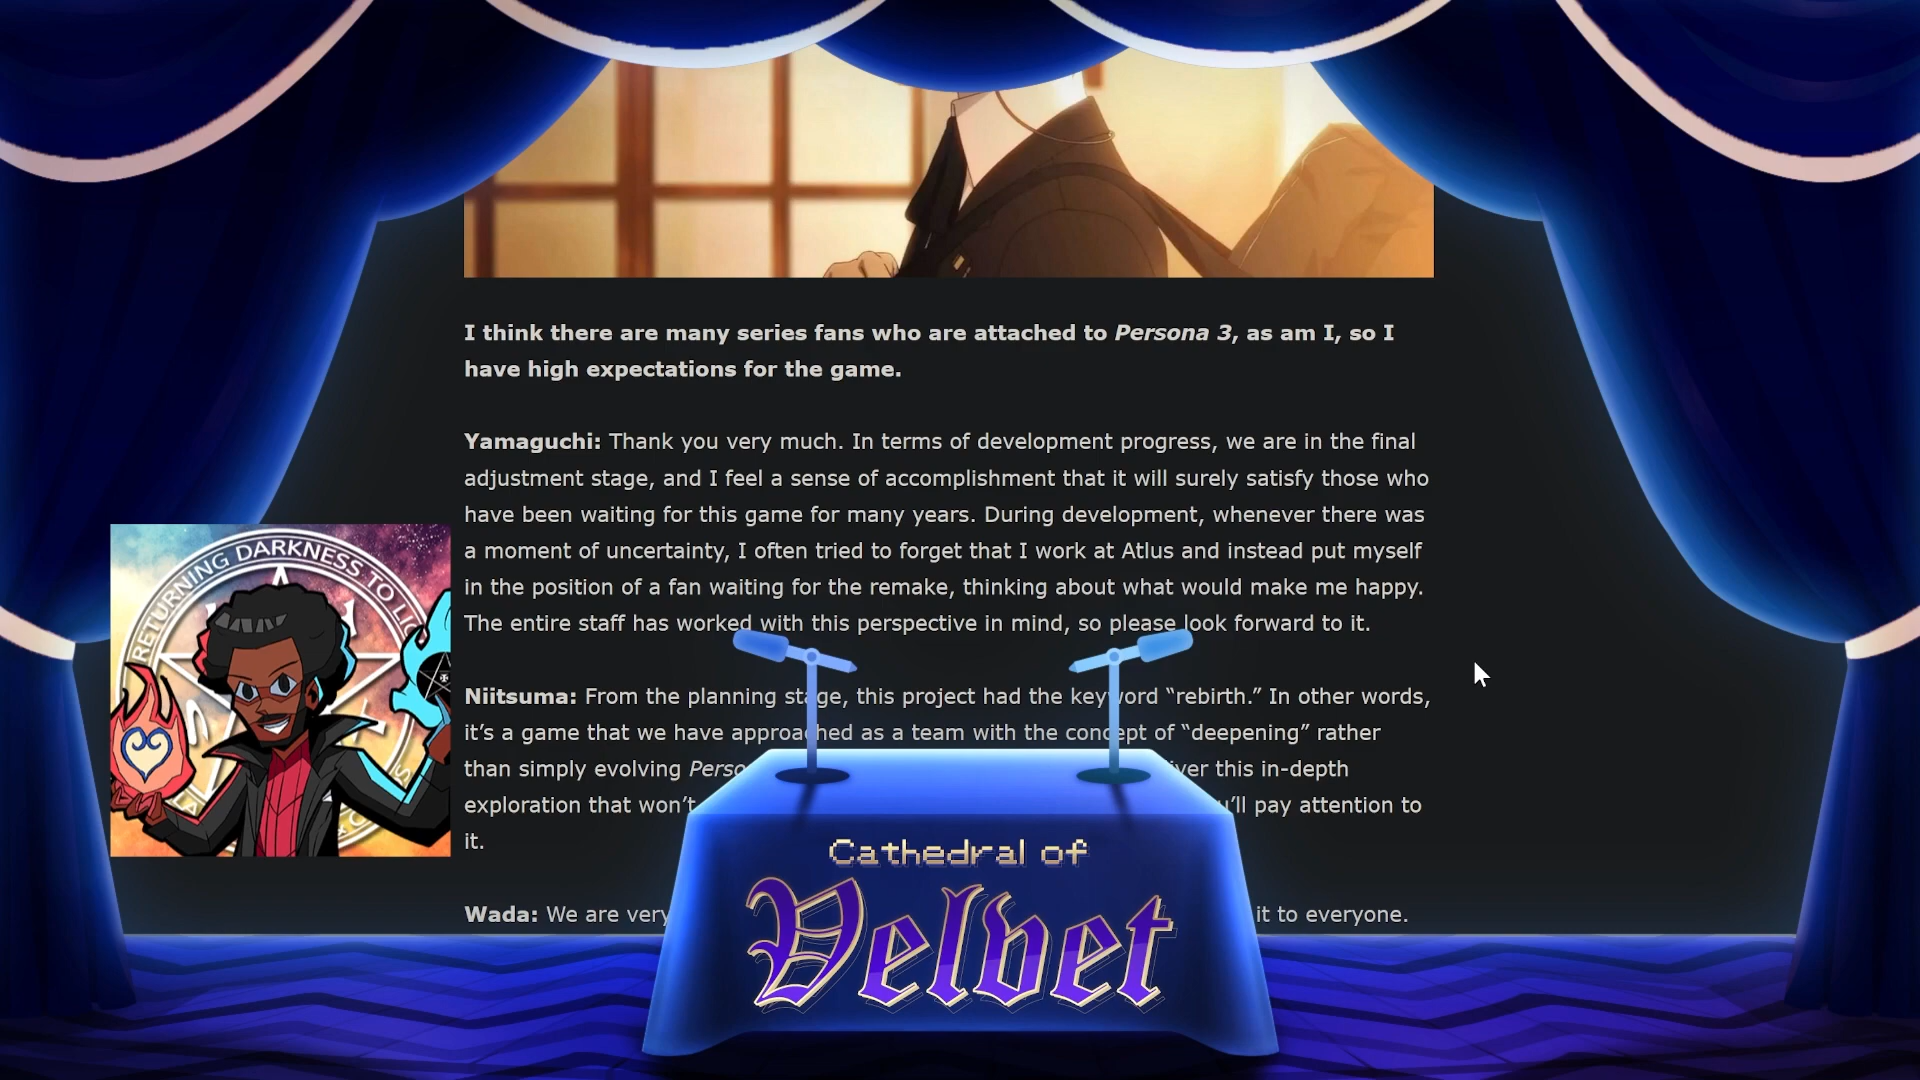 I think there are many series fans who are attached to Persona 3, as am I, so I
have high expectations for the game.
Yamaguchi: Thank you very much. In terms of development progress, we are in the final
adjustment stage, and I feel a sense of accomplishment that it will surely satisfy those who
have been waiting for this game for many years. During development, whenever there was
a moment of uncertainty, I often tried to forget that I work at Atlus and instead put myself
in the position of a fan waiting for the remake, thinking about what would make me happy.
The entire staff has worked with this perspective in mind, so please look forward to it.
RETURNING DARKNESS TO
Niitsuma: From the planning stage, this project had the keyword “rebirth.” In other words,
it’s a game that we have approached as a team with the concept of “deepening” rather
than simply evolving this in-depth
exploration that won’t pay attention to
it.
Wada: We are very it to everyone.
Cathedral of
Velvet